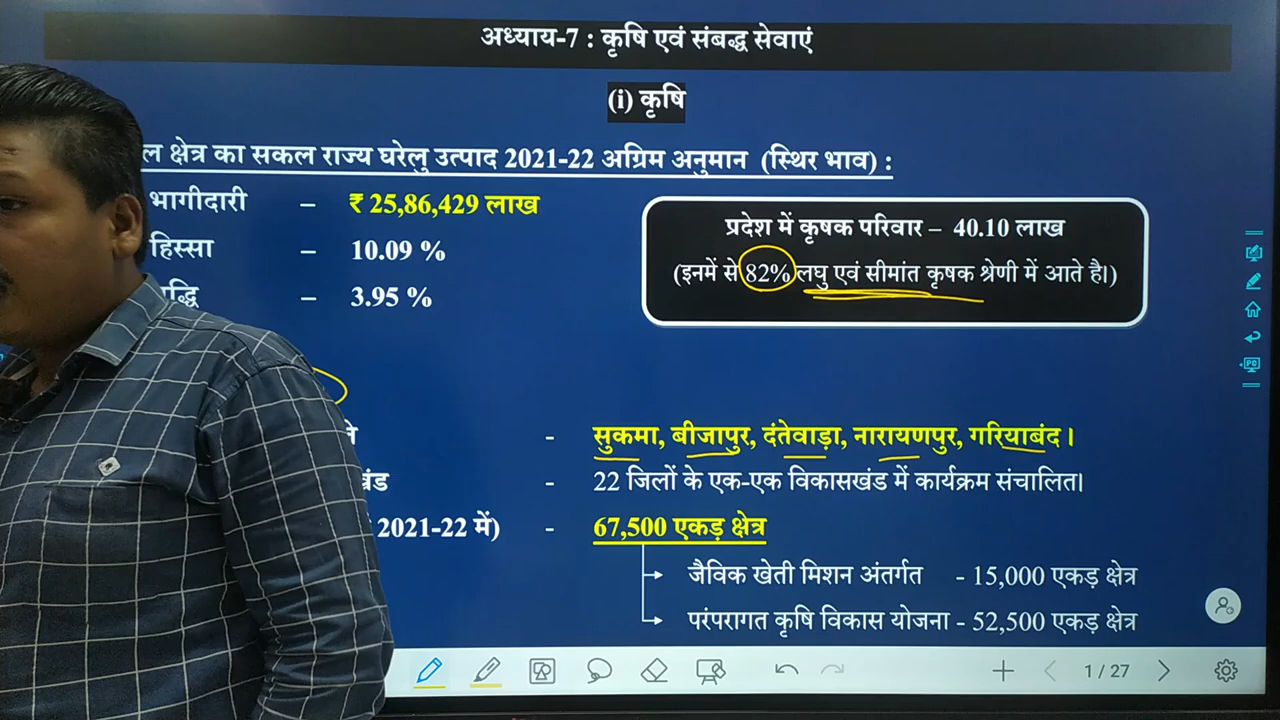 अध्याय-7 : कृषि एवं संबद्ध सेवाएं
(i) कृषि
क्षेत्र का सकल राज्य घरेलु उत्पाद 2021-22 अग्रिम अनुमान (स्थिर भाव) :
भागीदारी – ₹ 25,86,429 लाख
हिस्सा – 10.09 %
– 3.95 %
प्रदेश में कृषक परिवार – 40.10 लाख
(इनमें से 82% लघु एवं सीमांत कृषक श्रेणी में आते है।)
- सुकमा, बीजापुर, दंतेवाड़ा, नारायणपुर, गरियाबंद।
- 22 जिलों के एक-एक विकासखंड में कार्यक्रम संचालित।
2021-22 में) - 67,500 एकड़ क्षेत्र
जैविक खेती मिशन अंतर्गत - 15,000 एकड़ क्षेत्र
परंपरागत कृषि विकास योजना - 52,500 एकड़ क्षेत्र
1 / 27